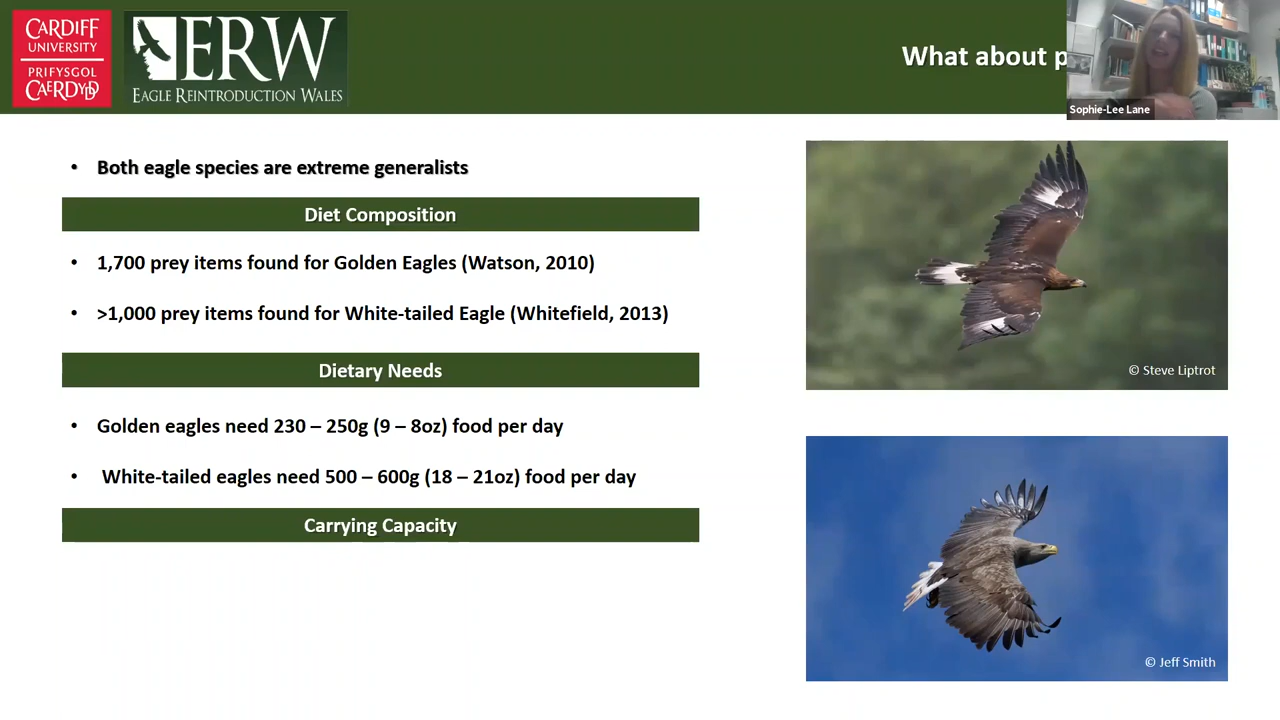 CARDIFF
UNIVERSITY
PRIFYSGOL
CAERDYDD
ERW
EAGLE REINTRODUCTION WALES
What about p
Sophie-Lee Lane
• Both eagle species are extreme generalists
Diet Composition
• 1,700 prey items found for Golden Eagles (Watson, 2010)
• >1,000 prey items found for White-tailed Eagle (Whitefield, 2013)
Dietary Needs
• Golden eagles need 230 – 250g (9 – 8oz) food per day
• White-tailed eagles need 500 – 600g (18 – 21oz) food per day
Carrying Capacity
© Steve Liptrot
© Jeff Smith